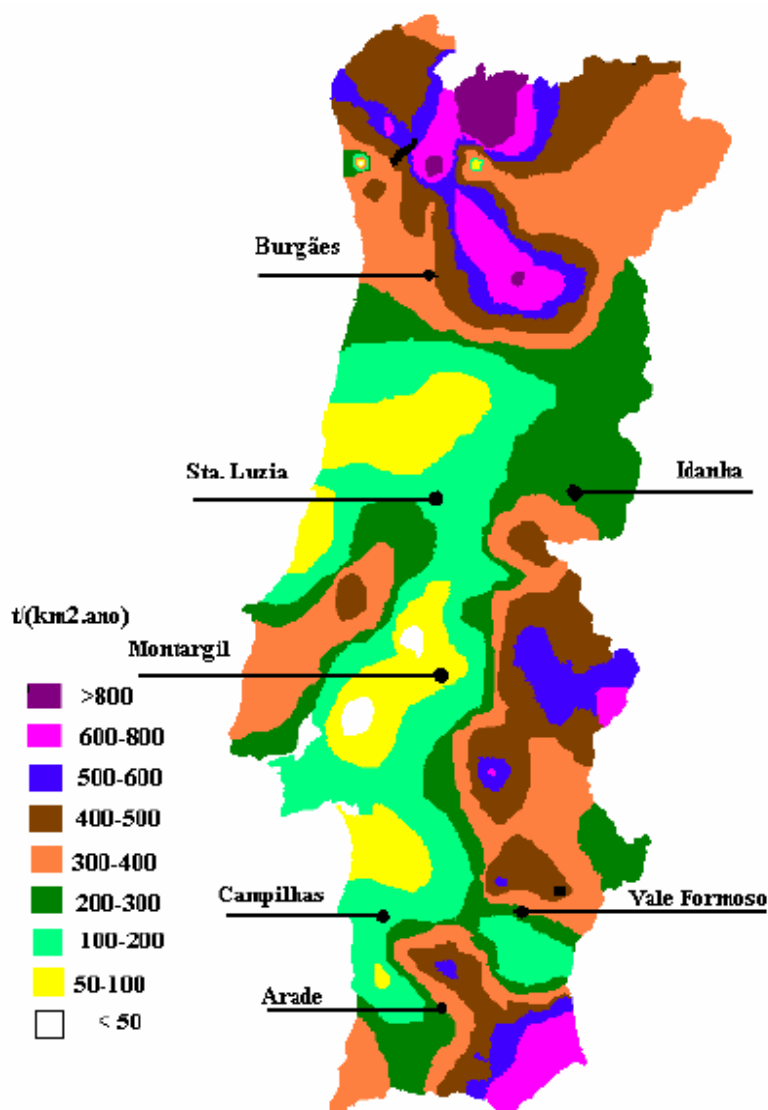 Burgães
Sta. Luzia
Idanha
t/(km2.ano)
Montargil
>800
600-800
500-600
400-500
300-400
200-300
100-200
50-100
< 50
Campilhas
Vale Formoso
Arade